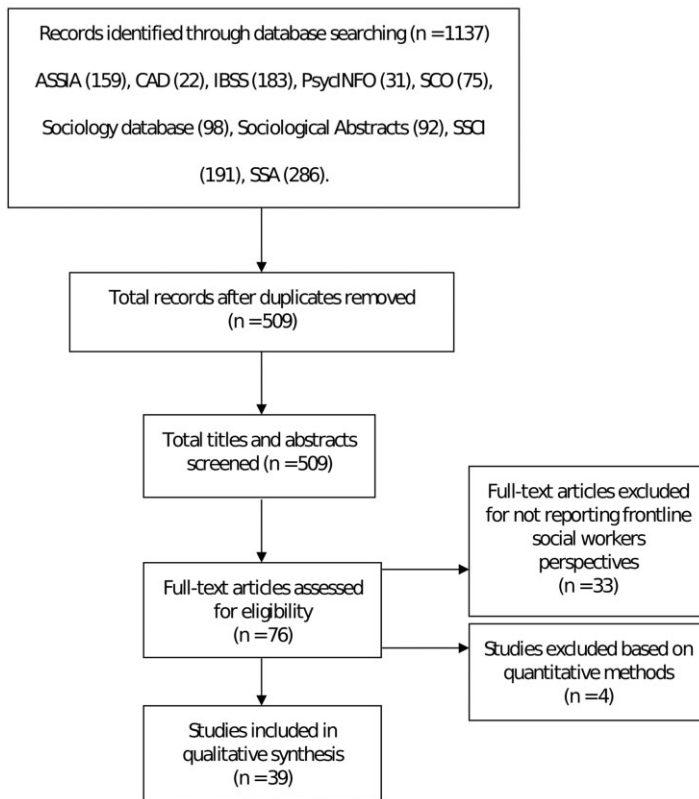 Records identified through database searching (n = 1137)
ASSIA (159), CAD (22), IBSS (183), PsycINFO (31), SCO (75),
Sociology database (98), Sociological Abstracts (92), SSCI
(191), SSA (286).
Total records after duplicates removed
(n = 509)
Total titles and abstracts
screened (n = 509)
Full-text articles excluded
for not reporting frontline
social workers
perspectives
(n = 33)
Full-text articles assessed
for eligibility
(n = 76)
Studies excluded based on
quantitative methods
(n = 4)
Studies included in
qualitative synthesis
(n = 39)